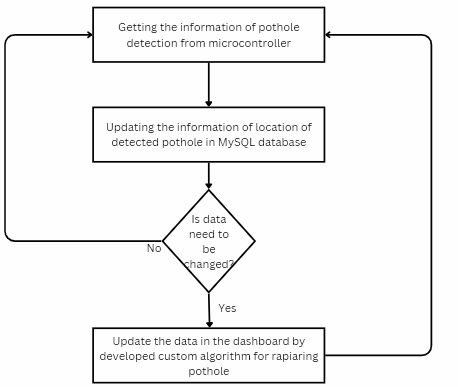 Getting the information of pothole
detection from microcontroller
Updating the information of location of
detected pothole in MySQL database
Is data
need to
be
changed?
No
Yes
Update the data in the dashboard by
developed custom algorithm for rapiaring
pothole